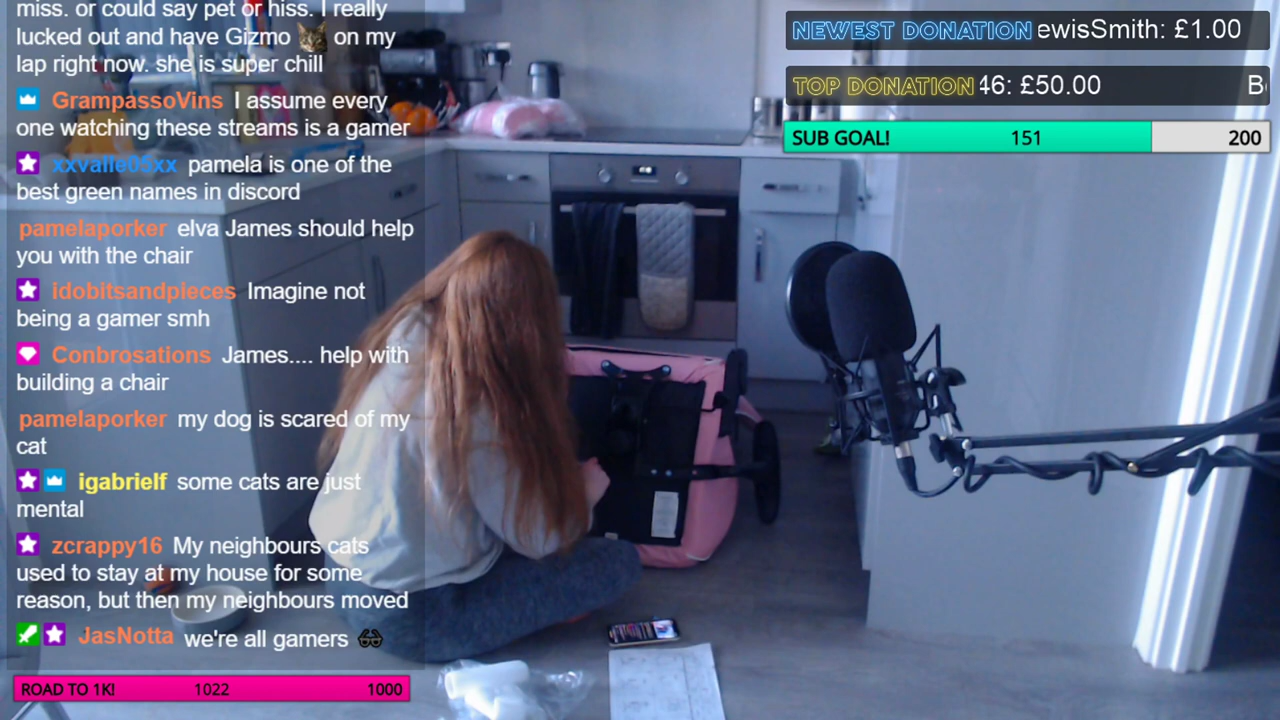 miss. or could say pet or hiss. I really
lucked out and have Gizmo on my
lap right now. she is super chill
GrampassoVins I assume every
one watching these streams is a gamer
xxvalle05xx pamela is one of the
best green names in discord
pamelaporker elva James should help
you with the chair
idobitsandpieces Imagine not
being a gamer smh
Conbrosations James.... help with
building a chair
pamelaporker my dog is scared of my
cat
igabrielf some cats are just
mental
zcrappy16 My neighbours cats
used to stay at my house for some
reason, but then my neighbours moved
JasNotta we're all gamers
ROAD TO 1K! 1022 1000
NEWEST DONATION ewisSmith: £1.00
TOP DONATION 46: £50.00 B
SUB GOAL! 151 200